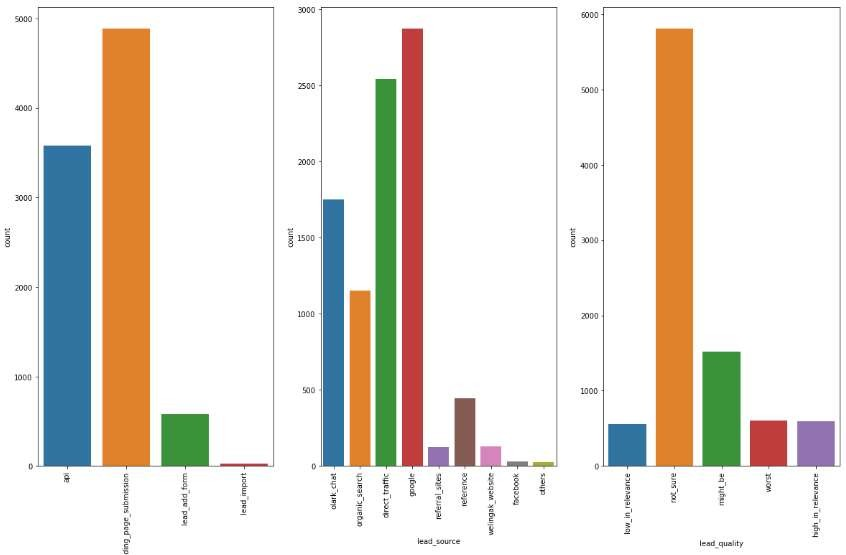 5000
4000
3000
2000
1000
0
count
api
ding_page_submission
lead_add_form
lead_import
3000
2500
2000
1500
1000
500
0
count
olark_chat
organic_search
direct_traffic
google
referral_sites
reference
welingak_website
facebook
others
lead_source
6000
5000
4000
3000
2000
1000
0
count
low_in_relevance
not_sure
might_be
worst
high_in_relevance
lead_quality